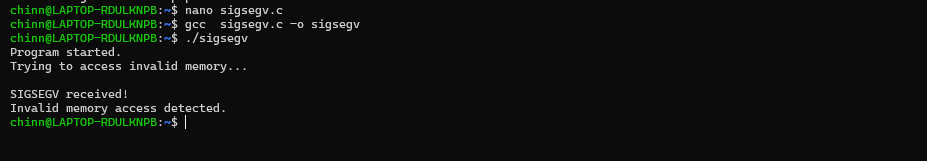 chinn@LAPTOP-RDULKNPB:~$ nano sigsegv.c
chinn@LAPTOP-RDULKNPB:~$ gcc  sigsegv.c -o sigsegv
chinn@LAPTOP-RDULKNPB:~$ ./sigsegv
Program started.
Trying to access invalid memory...
SIGSEGV received!
Invalid memory access detected.
chinn@LAPTOP-RDULKNPB:~$